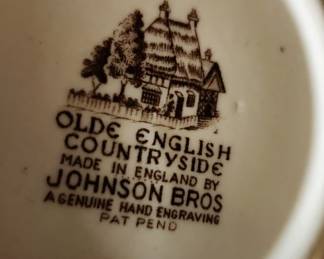 OLDE ENGLISH
COUNTRYSIDE
MADE IN ENGLAND BY
JOHNSON BROS
A GENUINE HAND ENGRAVING
PAT PEND